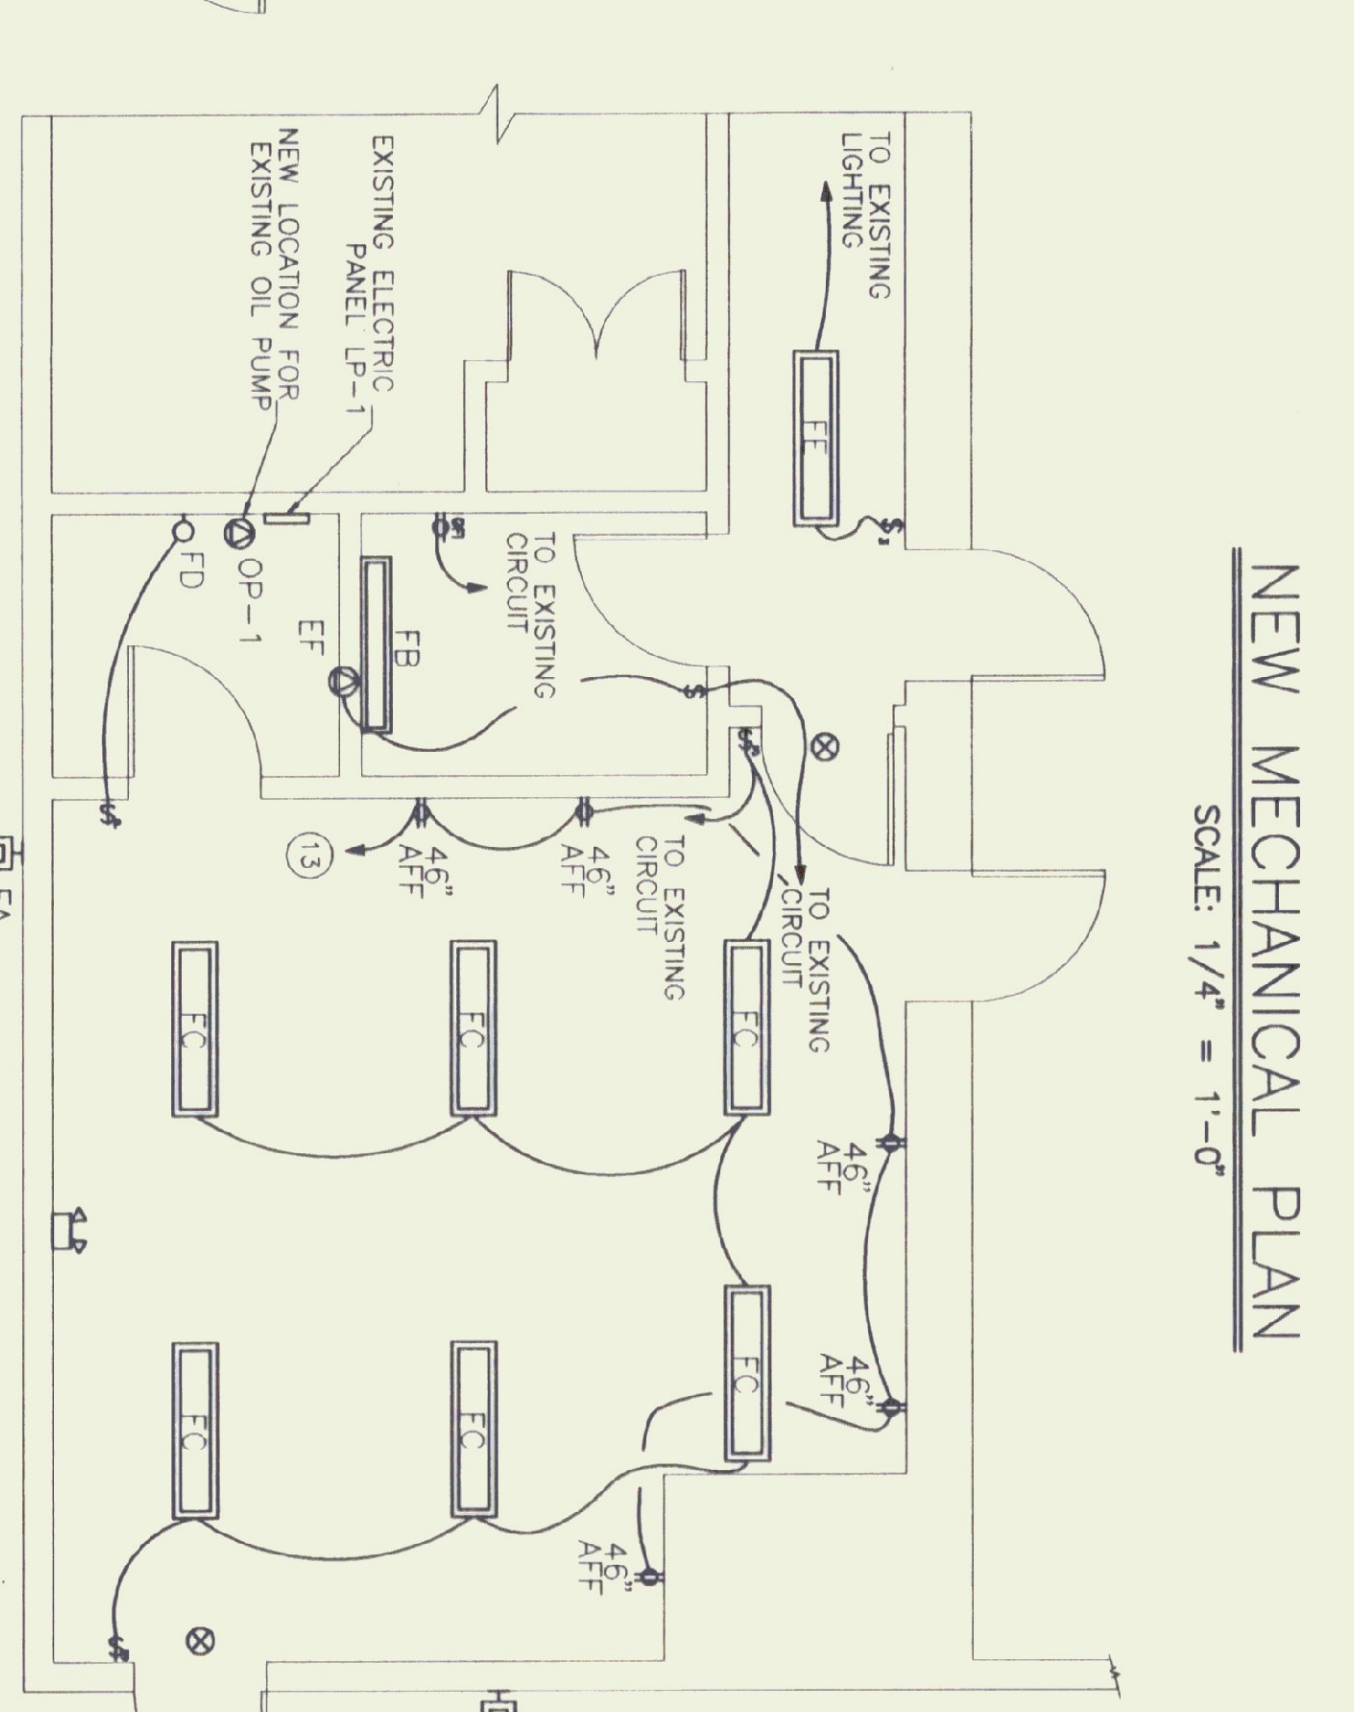 NEW MECHANICAL PLAN
SCALE: 1/4" = 1'-0"
TO EXISTING
LIGHTING
FE
EXISTING ELECTRIC
PANEL LP-1
NEW LOCATION FOR
EXISTING OIL PUMP
TO EXISTING
CIRCUIT
FB
EF
OP-1
FD
TO EXISTING
CIRCUIT
TO EXISTING
CIRCUIT
46"
AFF
46"
AFF
13
FC
FC
FC
46"
AFF
46"
AFF
FC
FC
FC
46"
AFF